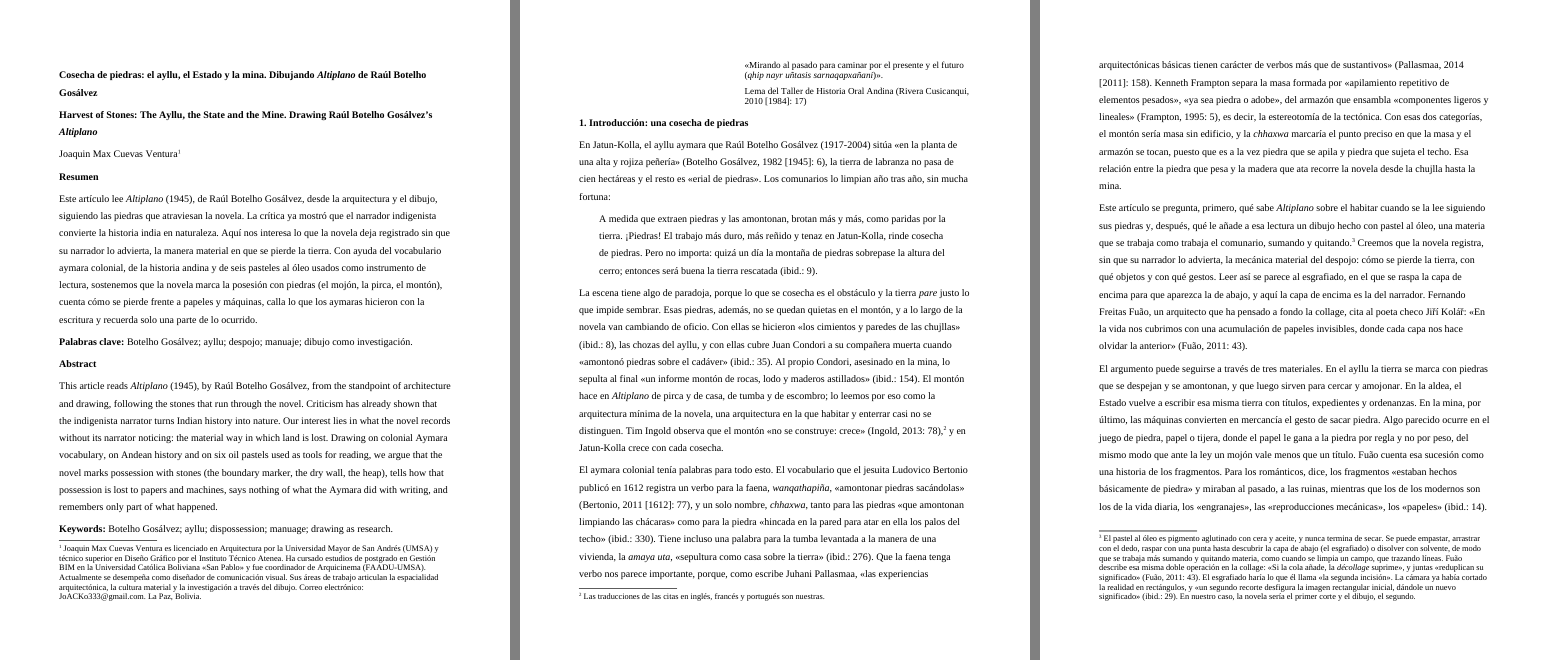 Cosecha de piedras: el ayllu, el Estado y la mina. Dibujando Altiplano de Raúl Botelho
Gosálvez
Harvest of Stones: The Ayllu, the State and the Mine. Drawing Raúl Botelho Gosálvez’s
Altiplano
Joaquin Max Cuevas Ventura¹
Resumen
Este artículo lee Altiplano (1945), de Raúl Botelho Gosálvez, desde la arquitectura y el dibujo,
siguiendo las piedras que atraviesan la novela. La crítica ya mostró que el narrador indigenista
convierte la historia india en naturaleza. Aquí nos interesa lo que la novela deja registrado sin que
su narrador lo advierta, la manera material en que se pierde la tierra. Con ayuda del vocabulario
aymara colonial, de la historia andina y de seis pasteles al óleo usados como instrumento de
lectura, sostenemos que la novela marca la posesión con piedras (el mojón, la pirca, el montón),
cuenta cómo se pierde frente a papeles y máquinas, calla lo que los aymaras hicieron con la
escritura y recuerda solo una parte de lo ocurrido.
Palabras clave: Botelho Gosálvez; ayllu; despojo; manuaje; dibujo como investigación.
Abstract
This article reads Altiplano (1945), by Raúl Botelho Gosálvez, from the standpoint of architecture
and drawing, following the stones that run through the novel. Criticism has already shown that
the indigenista narrator turns Indian history into nature. Our interest lies in what the novel records
without its narrator noticing: the material way in which land is lost. Drawing on colonial Aymara
vocabulary, on Andean history and on six oil pastels used as tools for reading, we argue that the
novel marks possession with stones (the boundary marker, the dry wall, the heap), tells how that
possession is lost to papers and machines, says nothing of what the Aymara did with writing, and
remembers only part of what happened.
Keywords: Botelho Gosálvez; ayllu; dispossession; manuage; drawing as research.
¹ Joaquin Max Cuevas Ventura es licenciado en Arquitectura por la Universidad Mayor de San Andrés (UMSA) y
técnico superior en Diseño Gráfico por el Instituto Técnico Atenea. Ha cursado estudios de postgrado en Gestión
BIM en la Universidad Católica Boliviana «San Pablo» y fue coordinador de Arquicinema (FAADU-UMSA).
Actualmente se desempeña como diseñador de comunicación visual. Sus áreas de trabajo articulan la espacialidad
arquitectónica, la cultura material y la investigación a través del dibujo. Correo electrónico:
JoACKo333@gmail.com. La Paz, Bolivia.
«Mirando al pasado para caminar por el presente y el futuro
(qhip nayr uñtasis sarnaqapxañani)».
Lema del Taller de Historia Oral Andina (Rivera Cusicanqui,
2010 [1984]: 17)
1. Introducción: una cosecha de piedras
En Jatun-Kolla, el ayllu aymara que Raúl Botelho Gosálvez (1917-2004) sitúa «en la planta de
una alta y rojiza peñería» (Botelho Gosálvez, 1982 [1945]: 6), la tierra de labranza no pasa de
cien hectáreas y el resto es «erial de piedras». Los comunarios lo limpian año tras año, sin mucha
fortuna:
A medida que extraen piedras y las amontonan, brotan más y más, como paridas por la
tierra. ¡Piedras! El trabajo más duro, más reñido y tenaz en Jatun-Kolla, rinde cosecha
de piedras. Pero no importa: quizá un día la montaña de piedras sobrepase la altura del
cerro; entonces será buena la tierra rescatada (ibid.: 9).
La escena tiene algo de paradoja, porque lo que se cosecha es el obstáculo y la tierra pare justo lo
que impide sembrar. Esas piedras, además, no se quedan quietas en el montón, y a lo largo de la
novela van cambiando de oficio. Con ellas se hicieron «los cimientos y paredes de las chujllas»
(ibid.: 8), las chozas del ayllu, y con ellas cubre Juan Condori a su compañera muerta cuando
«amontonó piedras sobre el cadáver» (ibid.: 35). Al propio Condori, asesinado en la mina, lo
sepulta al final «un informe montón de rocas, lodo y maderos astillados» (ibid.: 154). El montón
hace en Altiplano de pirca y de casa, de tumba y de escombro; lo leemos por eso como la
arquitectura mínima de la novela, una arquitectura en la que habitar y enterrar casi no se
distinguen. Tim Ingold observa que el montón «no se construye: crece» (Ingold, 2013: 78),² y en
Jatun-Kolla crece con cada cosecha.
El aymara colonial tenía palabras para todo esto. El vocabulario que el jesuita Ludovico Bertonio
publicó en 1612 registra un verbo para la faena, wanqathapiña, «amontonar piedras sacándolas»
(Bertonio, 2011 [1612]: 77), y un solo nombre, chhaxwa, tanto para las piedras «que amontonan
limpiando las chácaras» como para la piedra «hincada en la pared para atar en ella los palos del
techo» (ibid.: 330). Tiene incluso una palabra para la tumba levantada a la manera de una
vivienda, la amaya uta, «sepultura como casa sobre la tierra» (ibid.: 276). Que la faena tenga
verbo nos parece importante, porque, como escribe Juhani Pallasmaa, «las experiencias
² Las traducciones de las citas en inglés, francés y portugués son nuestras.
arquitectónicas básicas tienen carácter de verbos más que de sustantivos» (Pallasmaa, 2014
[2011]: 158). Kenneth Frampton separa la masa formada por «apilamiento repetitivo de
elementos pesados», «ya sea piedra o adobe», del armazón que ensambla «componentes ligeros y
lineales» (Frampton, 1995: 5), es decir, la estereotomía de la tectónica. Con esas dos categorías,
el montón sería masa sin edificio, y la chhaxwa marcaría el punto preciso en que la masa y el
armazón se tocan, puesto que es a la vez piedra que se apila y piedra que sujeta el techo. Esa
relación entre la piedra que pesa y la madera que ata recorre la novela desde la chujlla hasta la
mina.
Este artículo se pregunta, primero, qué sabe Altiplano sobre el habitar cuando se la lee siguiendo
sus piedras y, después, qué le añade a esa lectura un dibujo hecho con pastel al óleo, una materia
que se trabaja como trabaja el comunario, sumando y quitando.³ Creemos que la novela registra,
sin que su narrador lo advierta, la mecánica material del despojo: cómo se pierde la tierra, con
qué objetos y con qué gestos. Leer así se parece al esgrafiado, en el que se raspa la capa de
encima para que aparezca la de abajo, y aquí la capa de encima es la del narrador. Fernando
Freitas Fuão, un arquitecto que ha pensado a fondo la collage, cita al poeta checo Jiří Kolář: «En
la vida nos cubrimos con una acumulación de papeles invisibles, donde cada capa nos hace
olvidar la anterior» (Fuão, 2011: 43).
El argumento puede seguirse a través de tres materiales. En el ayllu la tierra se marca con piedras
que se despejan y se amontonan, y que luego sirven para cercar y amojonar. En la aldea, el
Estado vuelve a escribir esa misma tierra con títulos, expedientes y ordenanzas. En la mina, por
último, las máquinas convierten en mercancía el gesto de sacar piedra. Algo parecido ocurre en el
juego de piedra, papel o tijera, donde el papel le gana a la piedra por regla y no por peso, del
mismo modo que ante la ley un mojón vale menos que un título. Fuão cuenta esa sucesión como
una historia de los fragmentos. Para los románticos, dice, los fragmentos «estaban hechos
básicamente de piedra» y miraban al pasado, a las ruinas, mientras que los de los modernos son
los de la vida diaria, los «engranajes», las «reproducciones mecánicas», los «papeles» (ibid.: 14).
³ El pastel al óleo es pigmento aglutinado con cera y aceite, y nunca termina de secar. Se puede empastar, arrastrar
con el dedo, raspar con una punta hasta descubrir la capa de abajo (el esgrafiado) o disolver con solvente, de modo
que se trabaja sumando y quitando materia, como cuando se limpia un campo, que trazando líneas. Fuão
describe esa misma doble operación en la collage: «Si la cola añade, la décollage suprime», y juntas «reduplican su
significado» (Fuão, 2011: 43). El esgrafiado haría lo que él llama «la segunda incisión». La cámara ya había cortado
la realidad en rectángulos, y «un segundo recorte desfigura la imagen rectangular inicial, dándole un nuevo
significado» (ibid.: 29). En nuestro caso, la novela sería el primer corte y el dibujo, el segundo.